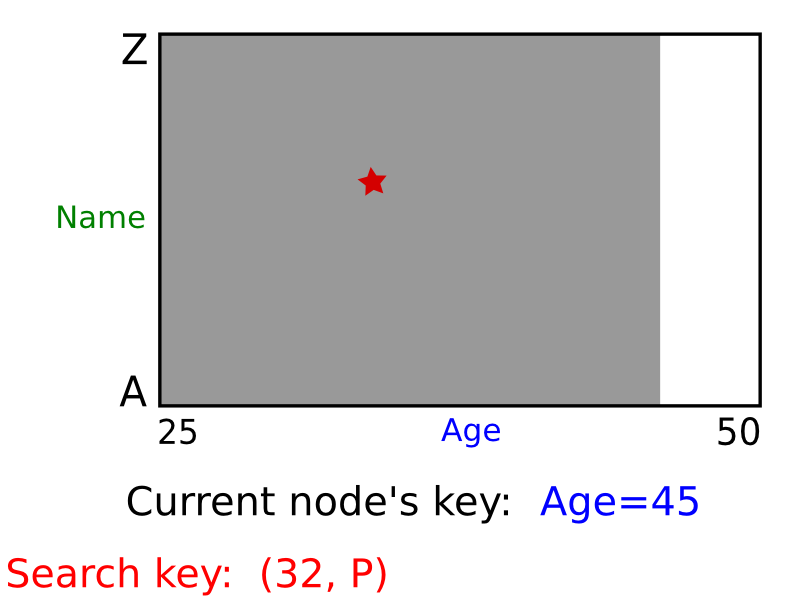 Z
Name
A
25 Age 50
Current node's key: Age=45
Search key: (32, P)